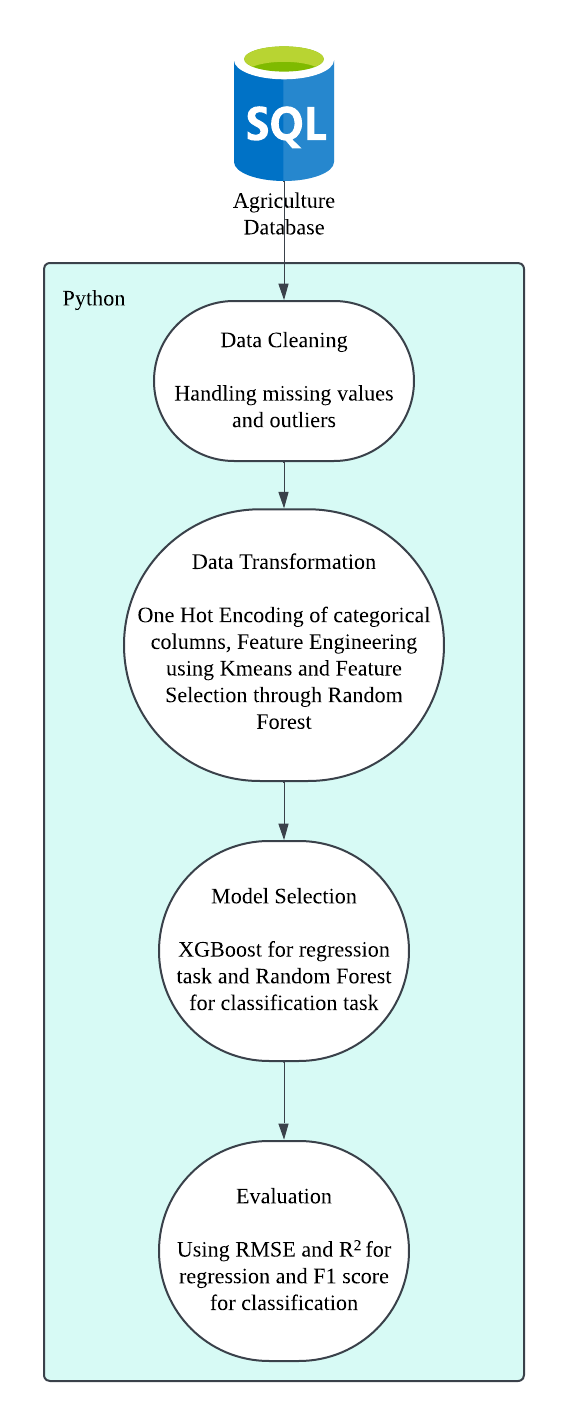 SQL
Agriculture
Database
Python
Data Cleaning
Handling missing values
and outliers
Data Transformation
One Hot Encoding of categorical
columns, Feature Engineering
using Kmeans and Feature
Selection through Random
Forest
Model Selection
XGBoost for regression
task and Random Forest
for classification task
Evaluation
Using RMSE and R² for
regression and F1 score
for classification